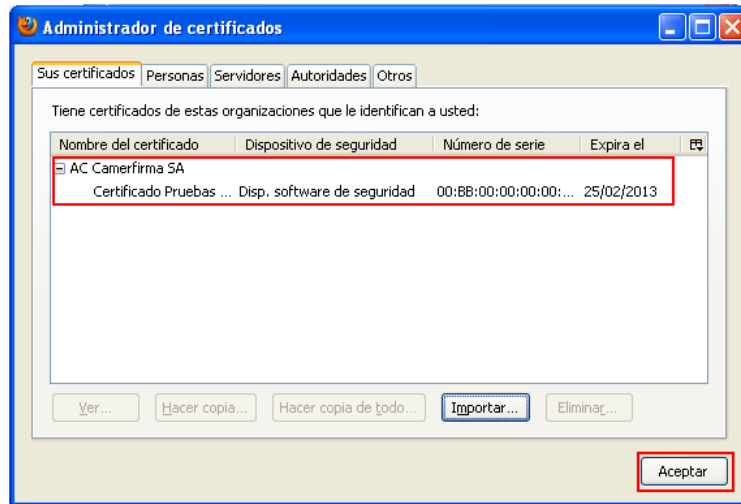 Administrador de certificados
Sus certificados Personas Servidores Autoridades Otros
Tiene certificados de estas organizaciones que le identifican a usted:
Nombre del certificado Dispositivo de seguridad Número de serie Expira el
AC Camerfirma SA
Certificado Pruebas ... Disp. software de seguridad 00:BB:00:00:00:00:... 25/02/2013
Ver... Hacer copia... Hacer copia de todo... Importar... Eliminar...
Aceptar